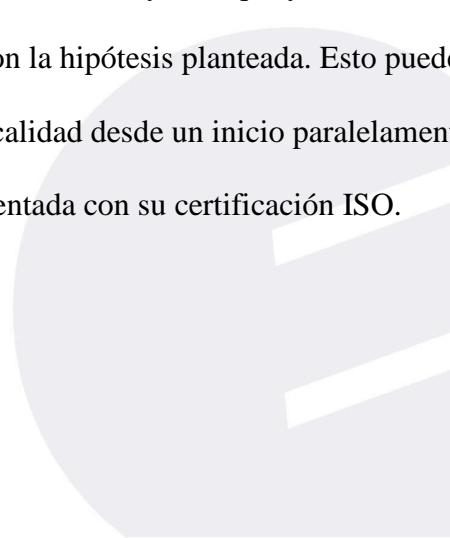 on la hipótesis planteada. Esto puede
calidad desde un inicio paralelamen
entada con su certificación ISO.